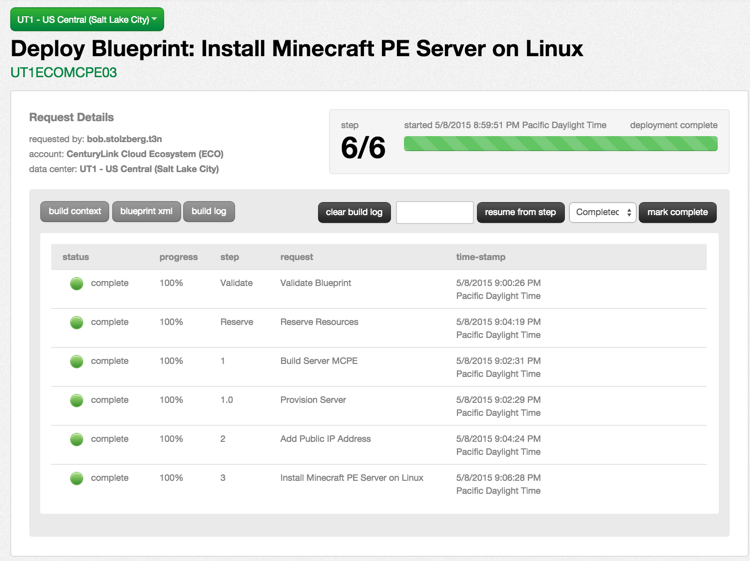 UT1 - US Central (Salt Lake City)
Deploy Blueprint: Install Minecraft PE Server on Linux
UT1ECOMCPE03
Request Details
requested by: bob.stolzberg.t3n
account: CenturyLink Cloud Ecosystem (ECO)
data center: UT1 - US Central (Salt Lake City)
step
6/6
started 5/8/2015 8:59:51 PM Pacific Daylight Time deployment complete
build context blueprint xml build log clear build log resume from step Completec mark complete
status progress step request time-stamp
complete 100% Validate Validate Blueprint 5/8/2015 9:00:26 PM
Pacific Daylight Time
complete 100% Reserve Reserve Resources 5/8/2015 9:04:19 PM
Pacific Daylight Time
complete 100% 1 Build Server MCPE 5/8/2015 9:02:31 PM
Pacific Daylight Time
complete 100% 1.0 Provision Server 5/8/2015 9:02:29 PM
Pacific Daylight Time
complete 100% 2 Add Public IP Address 5/8/2015 9:04:24 PM
Pacific Daylight Time
complete 100% 3 Install Minecraft PE Server on Linux 5/8/2015 9:06:28 PM
Pacific Daylight Time